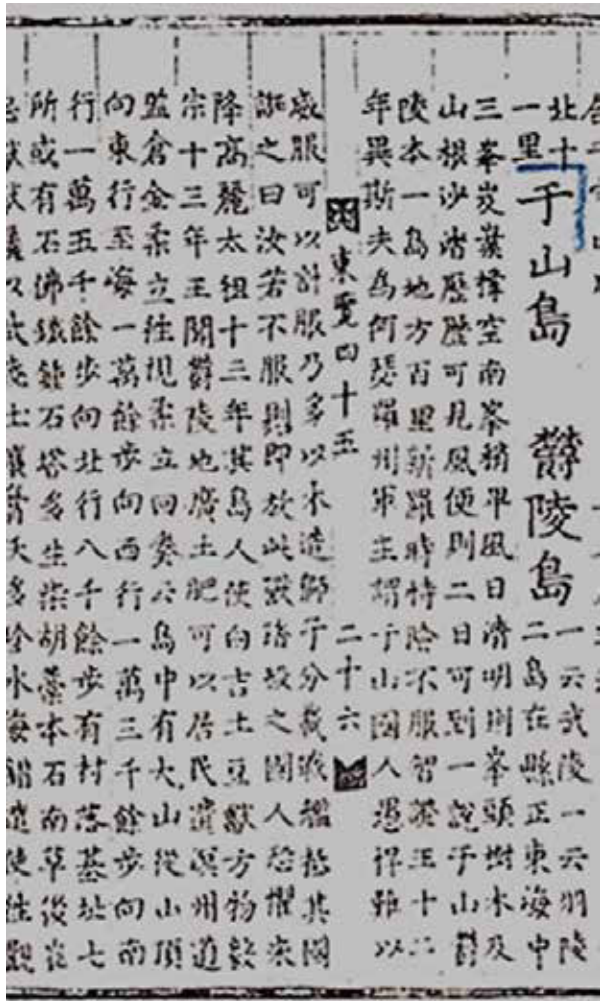 北十
一里
于山島 鬱陵島
一云武陵一云羽陵
二島在縣正東海中
三峯岌嶪撑空南峯稍卑風日清明則峯頭樹木及
山根沙渚歷歷可見風便則二日可到一說于山鬱
陵本一島地方百里新羅時恃險不服智證王十二
年異斯夫為何瑟羅州軍主謂于山國人愚悍難以
東覽四十五 二十六
威服可以計服乃多以木造獅子分載戰艦抵其國
誑之曰汝若不服則即放此獸踏殺之國人恐懼來
降高麗太祖十三年其島人使白吉土豆獻方物毅
宗十三年王聞鬱陵地廣土肥可以居民遣溟州道
監倉金柔立往視柔立回奏云島中有大山從山頂
向東行至海一萬餘步向西行一萬三千餘步向南
行一萬五千餘步向北行八千餘步有村落基址七
所或有石佛鐵鍾石塔多生柴胡藁本石南草後崔